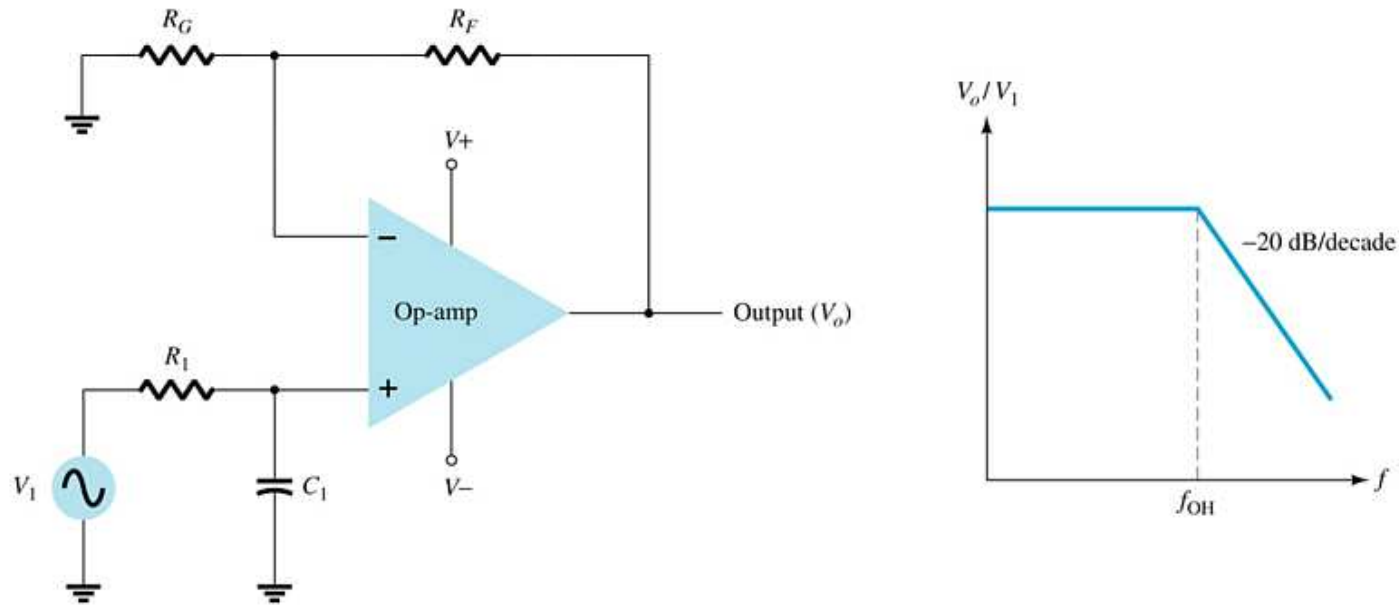 R_G
R_F
V+
−
Op-amp
Output (V_o)
R_1
+
V_1
C_1
V−
V_o / V_1
−20 dB/decade
f
f_OH